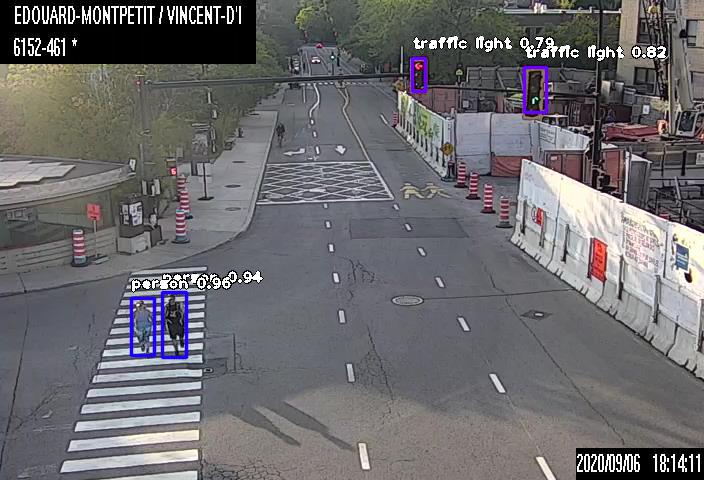 EDOUARD-MONTPETIT / VINCENT-D'I
6152-461 *
traffic light 0.79
traffic light 0.82
person 0.94
person 0.96
2020/09/06 18:14:11